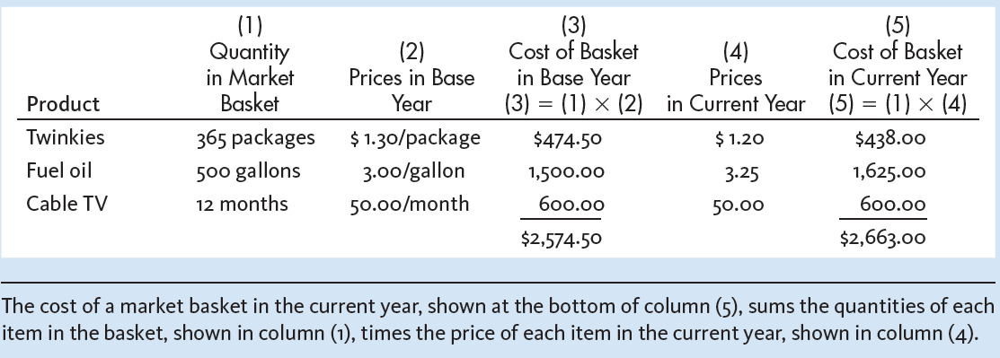 (1) (3) (5)
Quantity (2) Cost of Basket (4) Cost of Basket
in Market Prices in Base in Base Year Prices in Current Year
Product Basket Year (3) = (1) × (2) in Current Year (5) = (1) × (4)
Twinkies 365 packages $1.30/package $474.50 $1.20 $438.00
Fuel oil 500 gallons 3.00/gallon 1,500.00 3.25 1,625.00
Cable TV 12 months 50.00/month 600.00 50.00 600.00
$2,574.50 $2,663.00
The cost of a market basket in the current year, shown at the bottom of column (5), sums the quantities of each
item in the basket, shown in column (1), times the price of each item in the current year, shown in column (4).